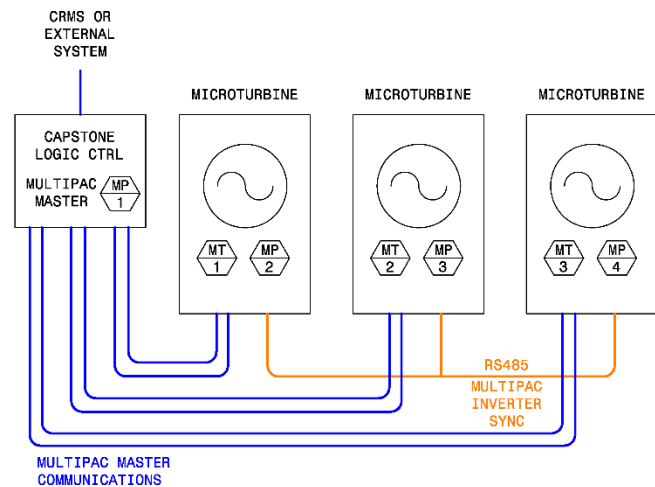 CRMS OR
EXTERNAL
SYSTEM
MICROTURBINE
MICROTURBINE
MICROTURBINE
CAPSTONE
LOGIC CTRL
MULTIPAC
MASTER
MP
1
MT
1
MP
2
MT
2
MP
3
MT
3
MP
4
RS485
MULTIPAC
INVERTER
SYNC
MULTIPAC MASTER
COMMUNICATIONS